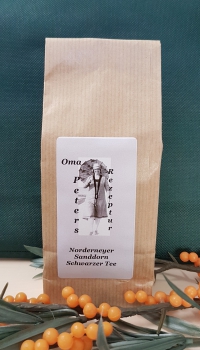 Oma
Peters
Rezeptur
Norderneyer
Sanddorn
Schwarzer Tee